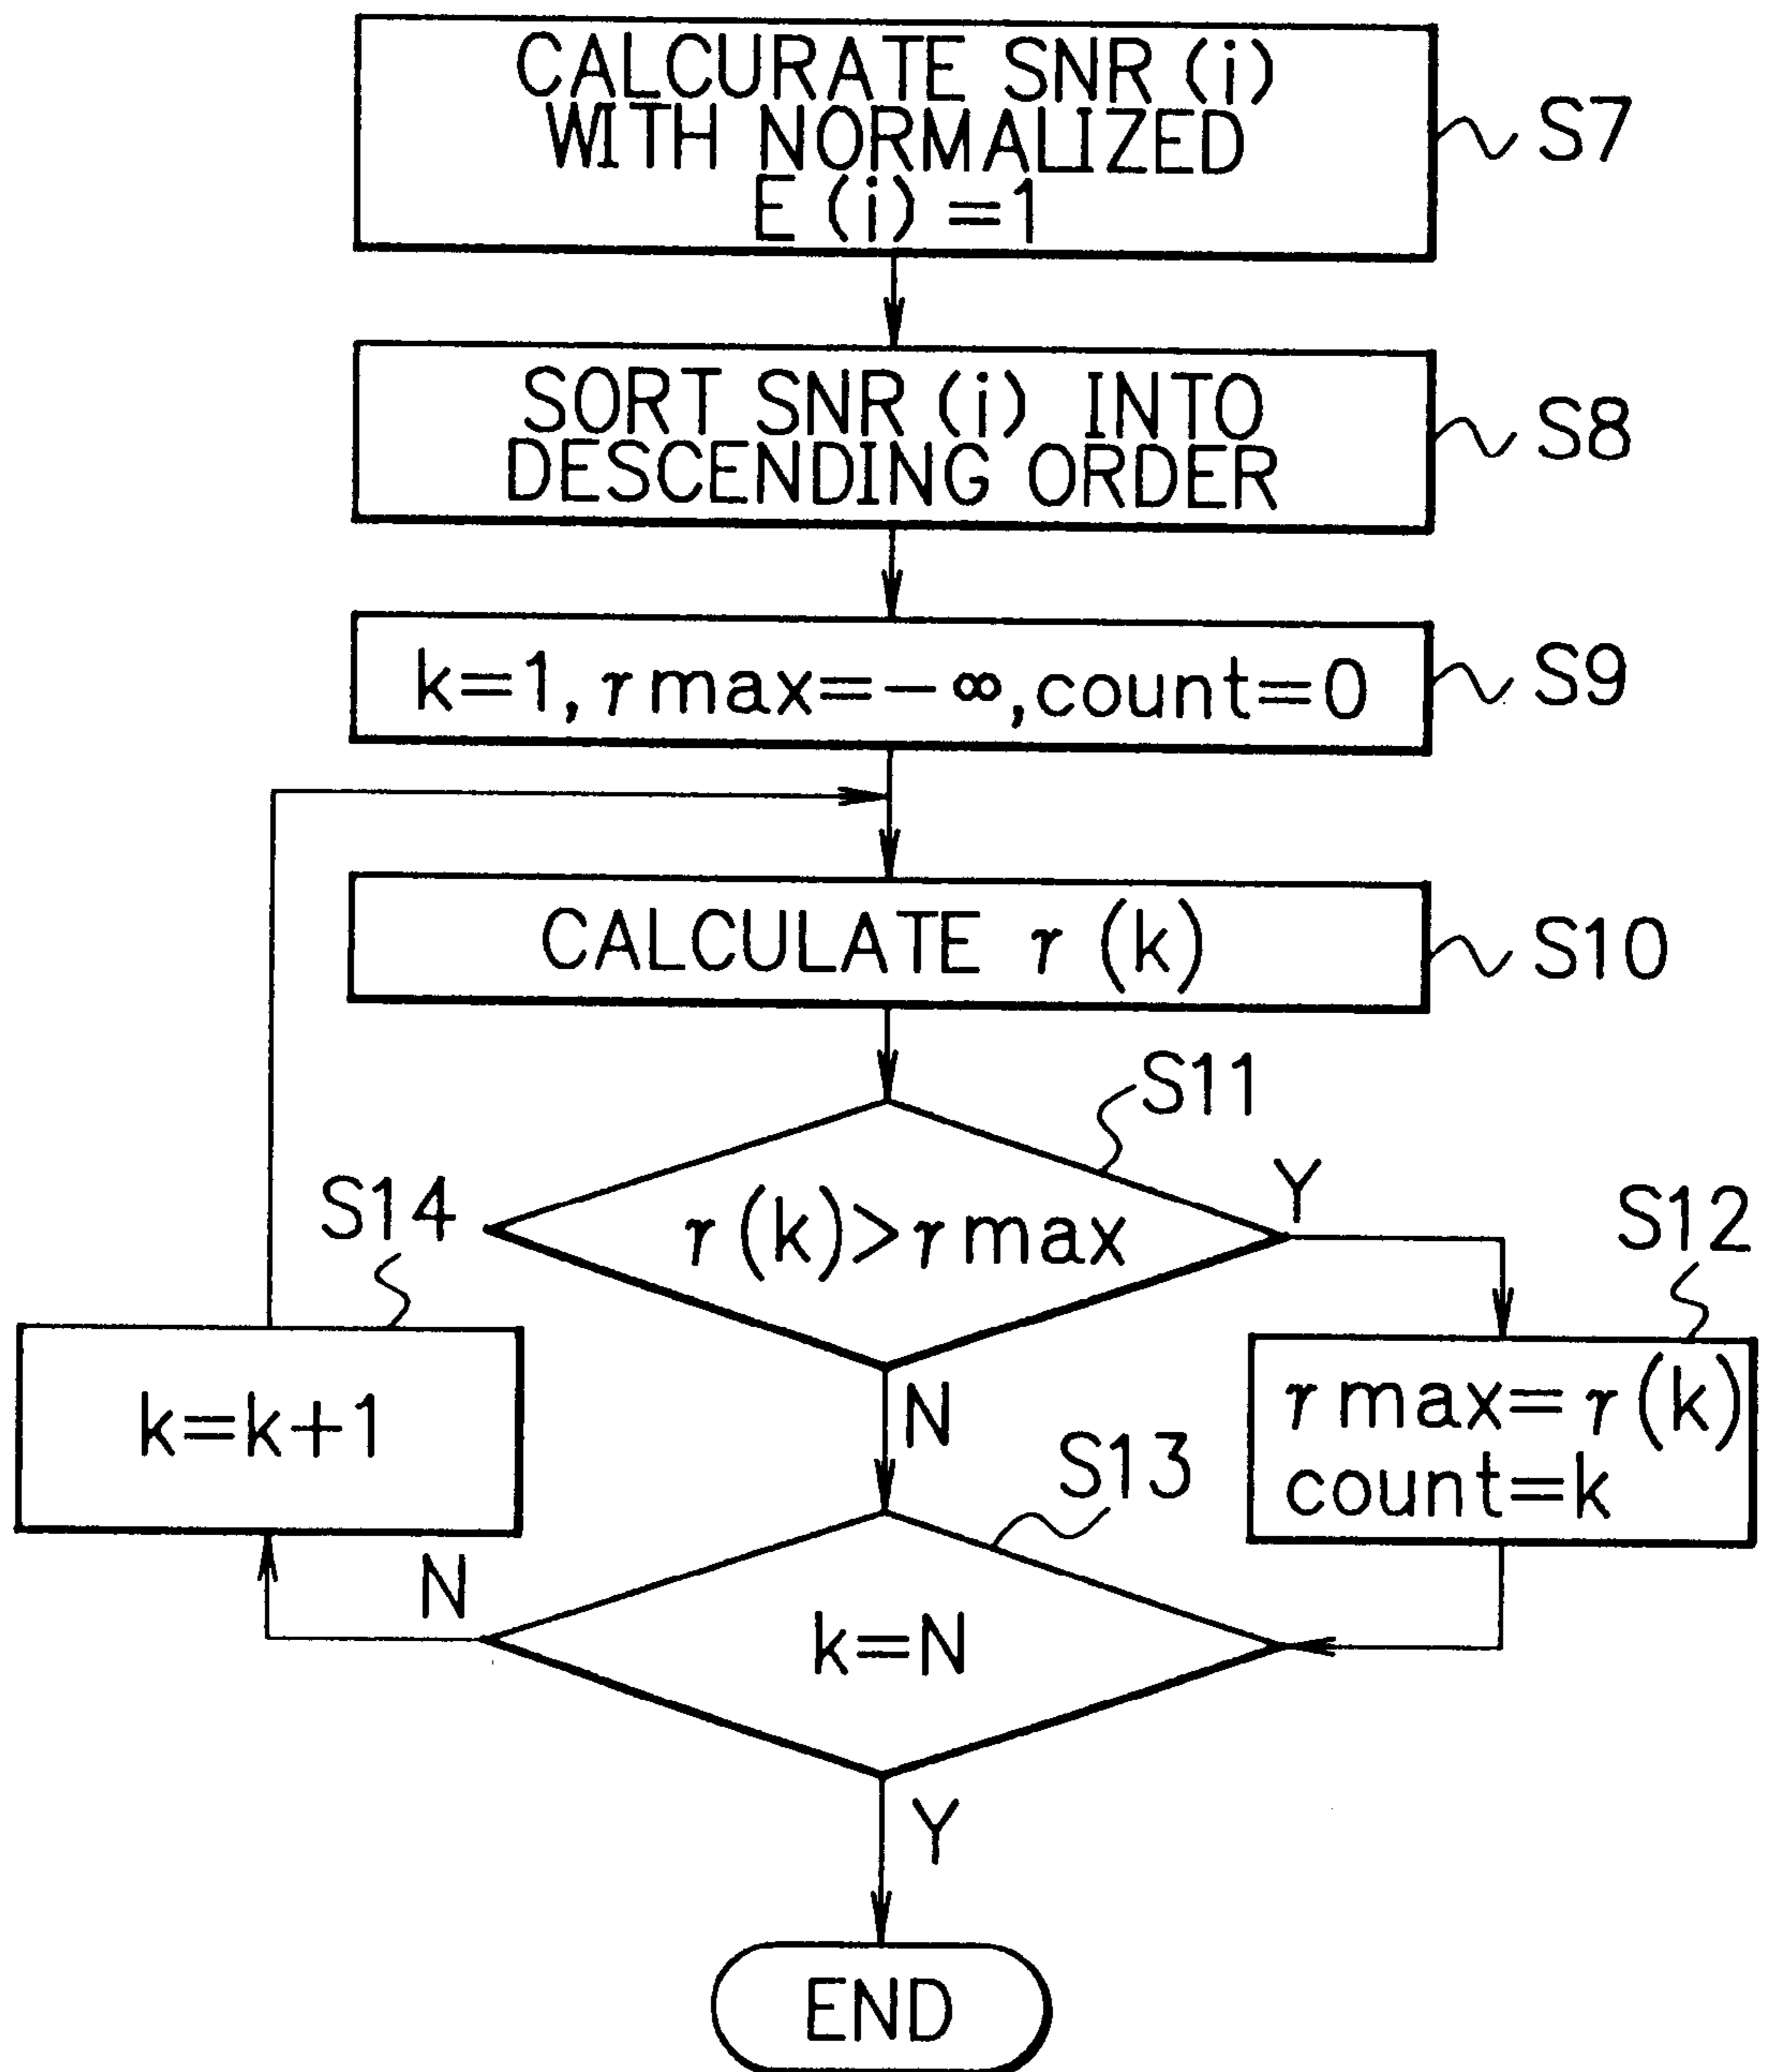 CALCURATE SNR (i)
WITH NORMALIZED
E (i) =1
S7
SORT SNR (i) INTO
DESCENDING ORDER
S8
k=1, r max=-∞, count=0
S9
CALCULATE r (k)
S10
S11
r (k) > r max
Y
S12
S14
r max=r (k)
count=k
k=k+1
N
S13
N
k=N
Y
END